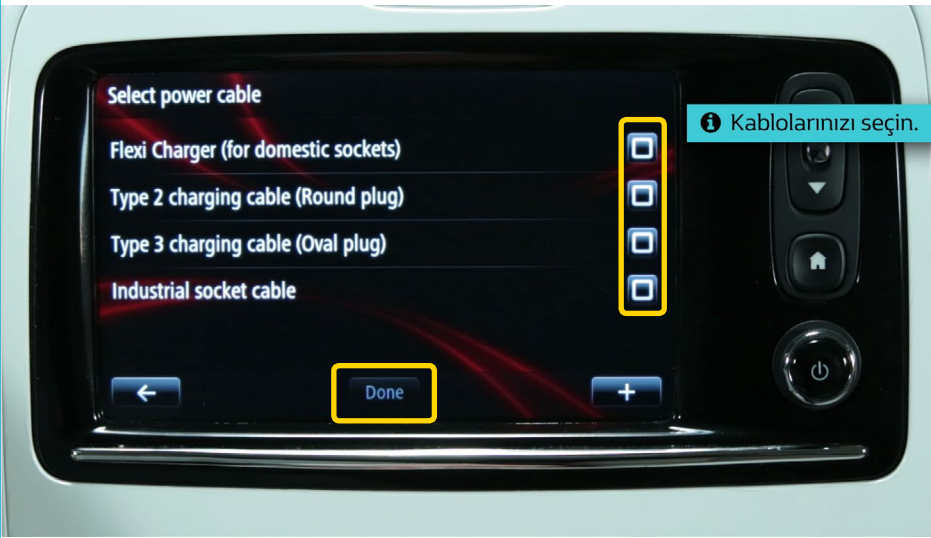 Select power cable
Kablolarınızı seçin.
Flexi Charger (for domestic sockets)
Type 2 charging cable (Round plug)
Type 3 charging cable (Oval plug)
Industrial socket cable
Done